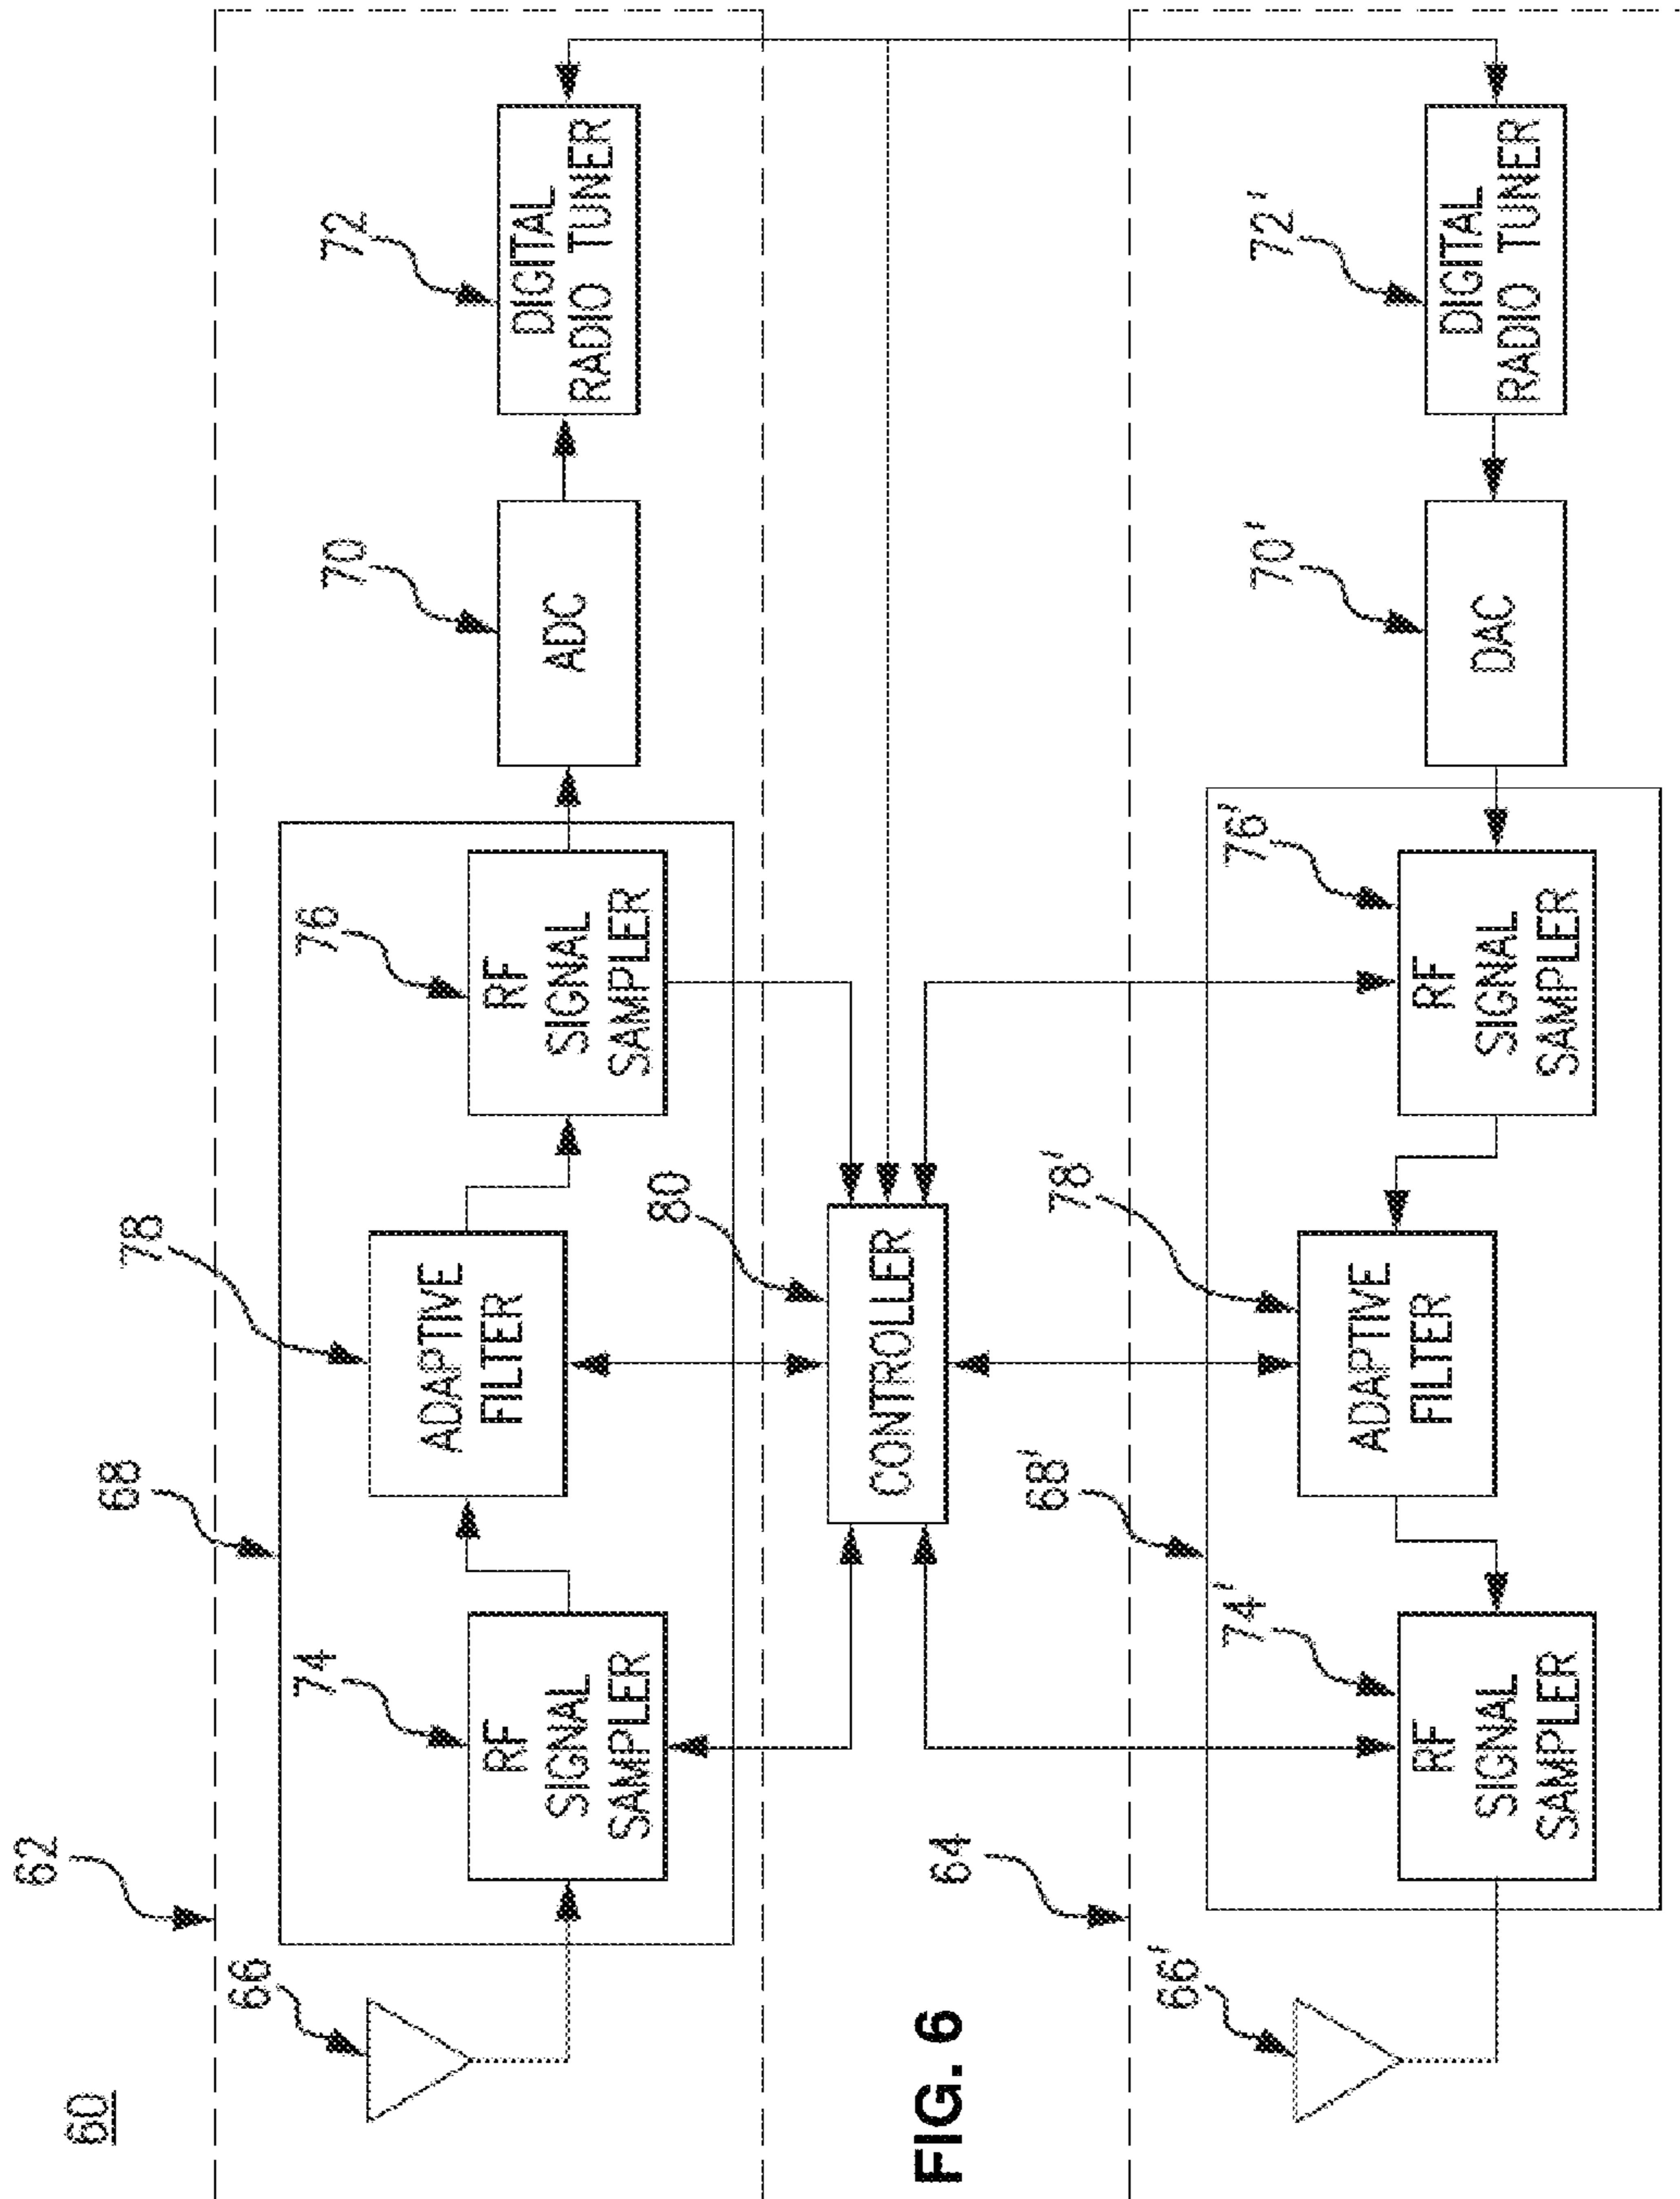 60
62
66
68
74
RF
SIGNAL
SAMPLER
78
ADAPTIVE
FILTER
76
RF
SIGNAL
SAMPLER
70
ADC
72
DIGITAL
RADIO TUNER
80
CONTROLLER
FIG. 6
64
66'
68'
74'
RF
SIGNAL
SAMPLER
78'
ADAPTIVE
FILTER
76'
RF
SIGNAL
SAMPLER
70'
DAC
72'
DIGITAL
RADIO TUNER